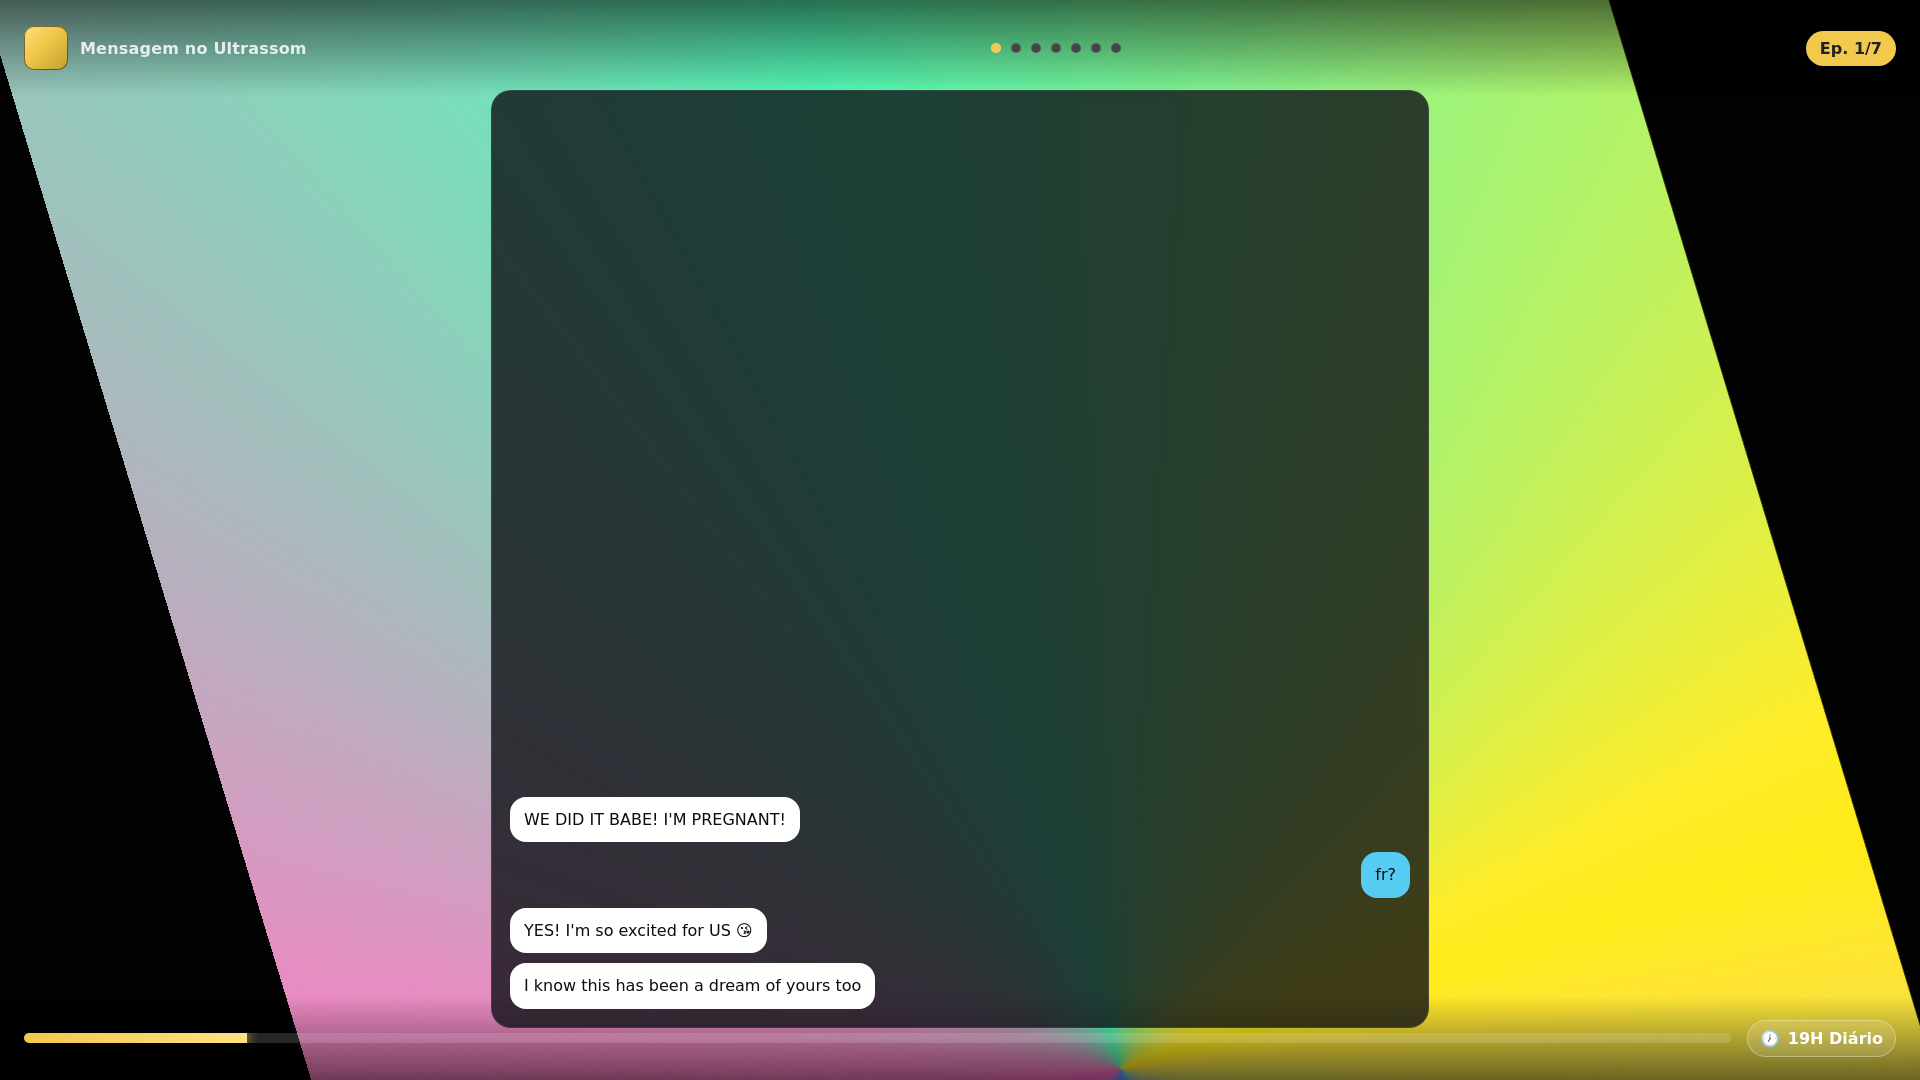 Mensagem no Ultrassom
Ep. 1/7
WE DID IT BABE! I'M PREGNANT!
fr?
YES! I'm so excited for US 😘
I know this has been a dream of yours too
🕖 19H Diário